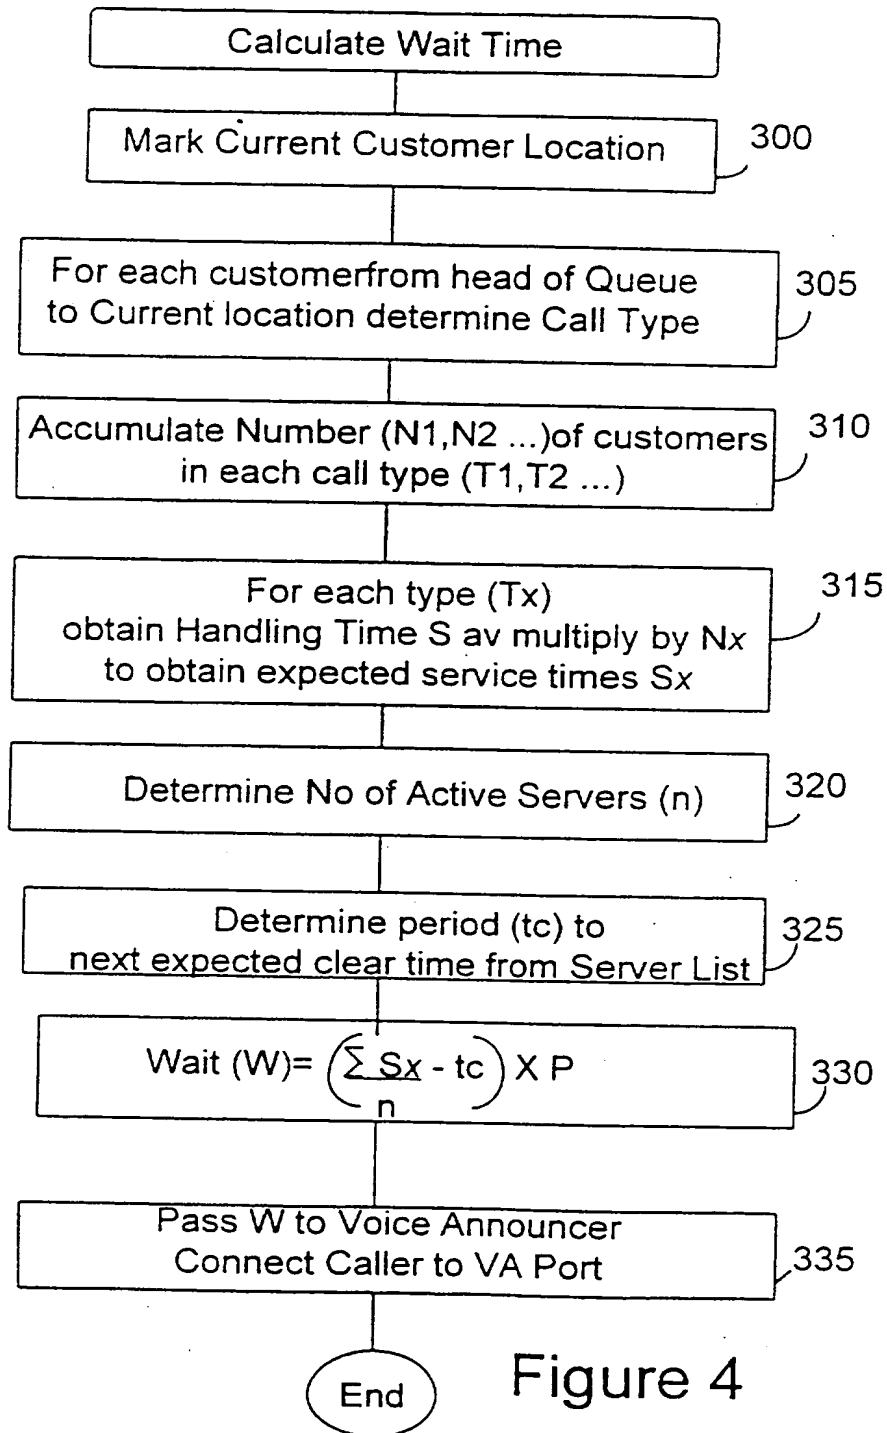 Calculate Wait Time
Mark Current Customer Location
300
For each customerfrom head of Queue
to Current location determine Call Type
305
Accumulate Number (N1,N2 ...)of customers
in each call type (T1,T2 ...)
310
For each type (Tx)
obtain Handling Time S av multiply by Nx
to obtain expected service times Sx
315
Determine No of Active Servers (n)
320
Determine period (tc) to
next expected clear time from Server List
325
Wait (W)= (Σ Sx - tc) X P
n
330
Pass W to Voice Announcer
Connect Caller to VA Port
335
End
Figure 4